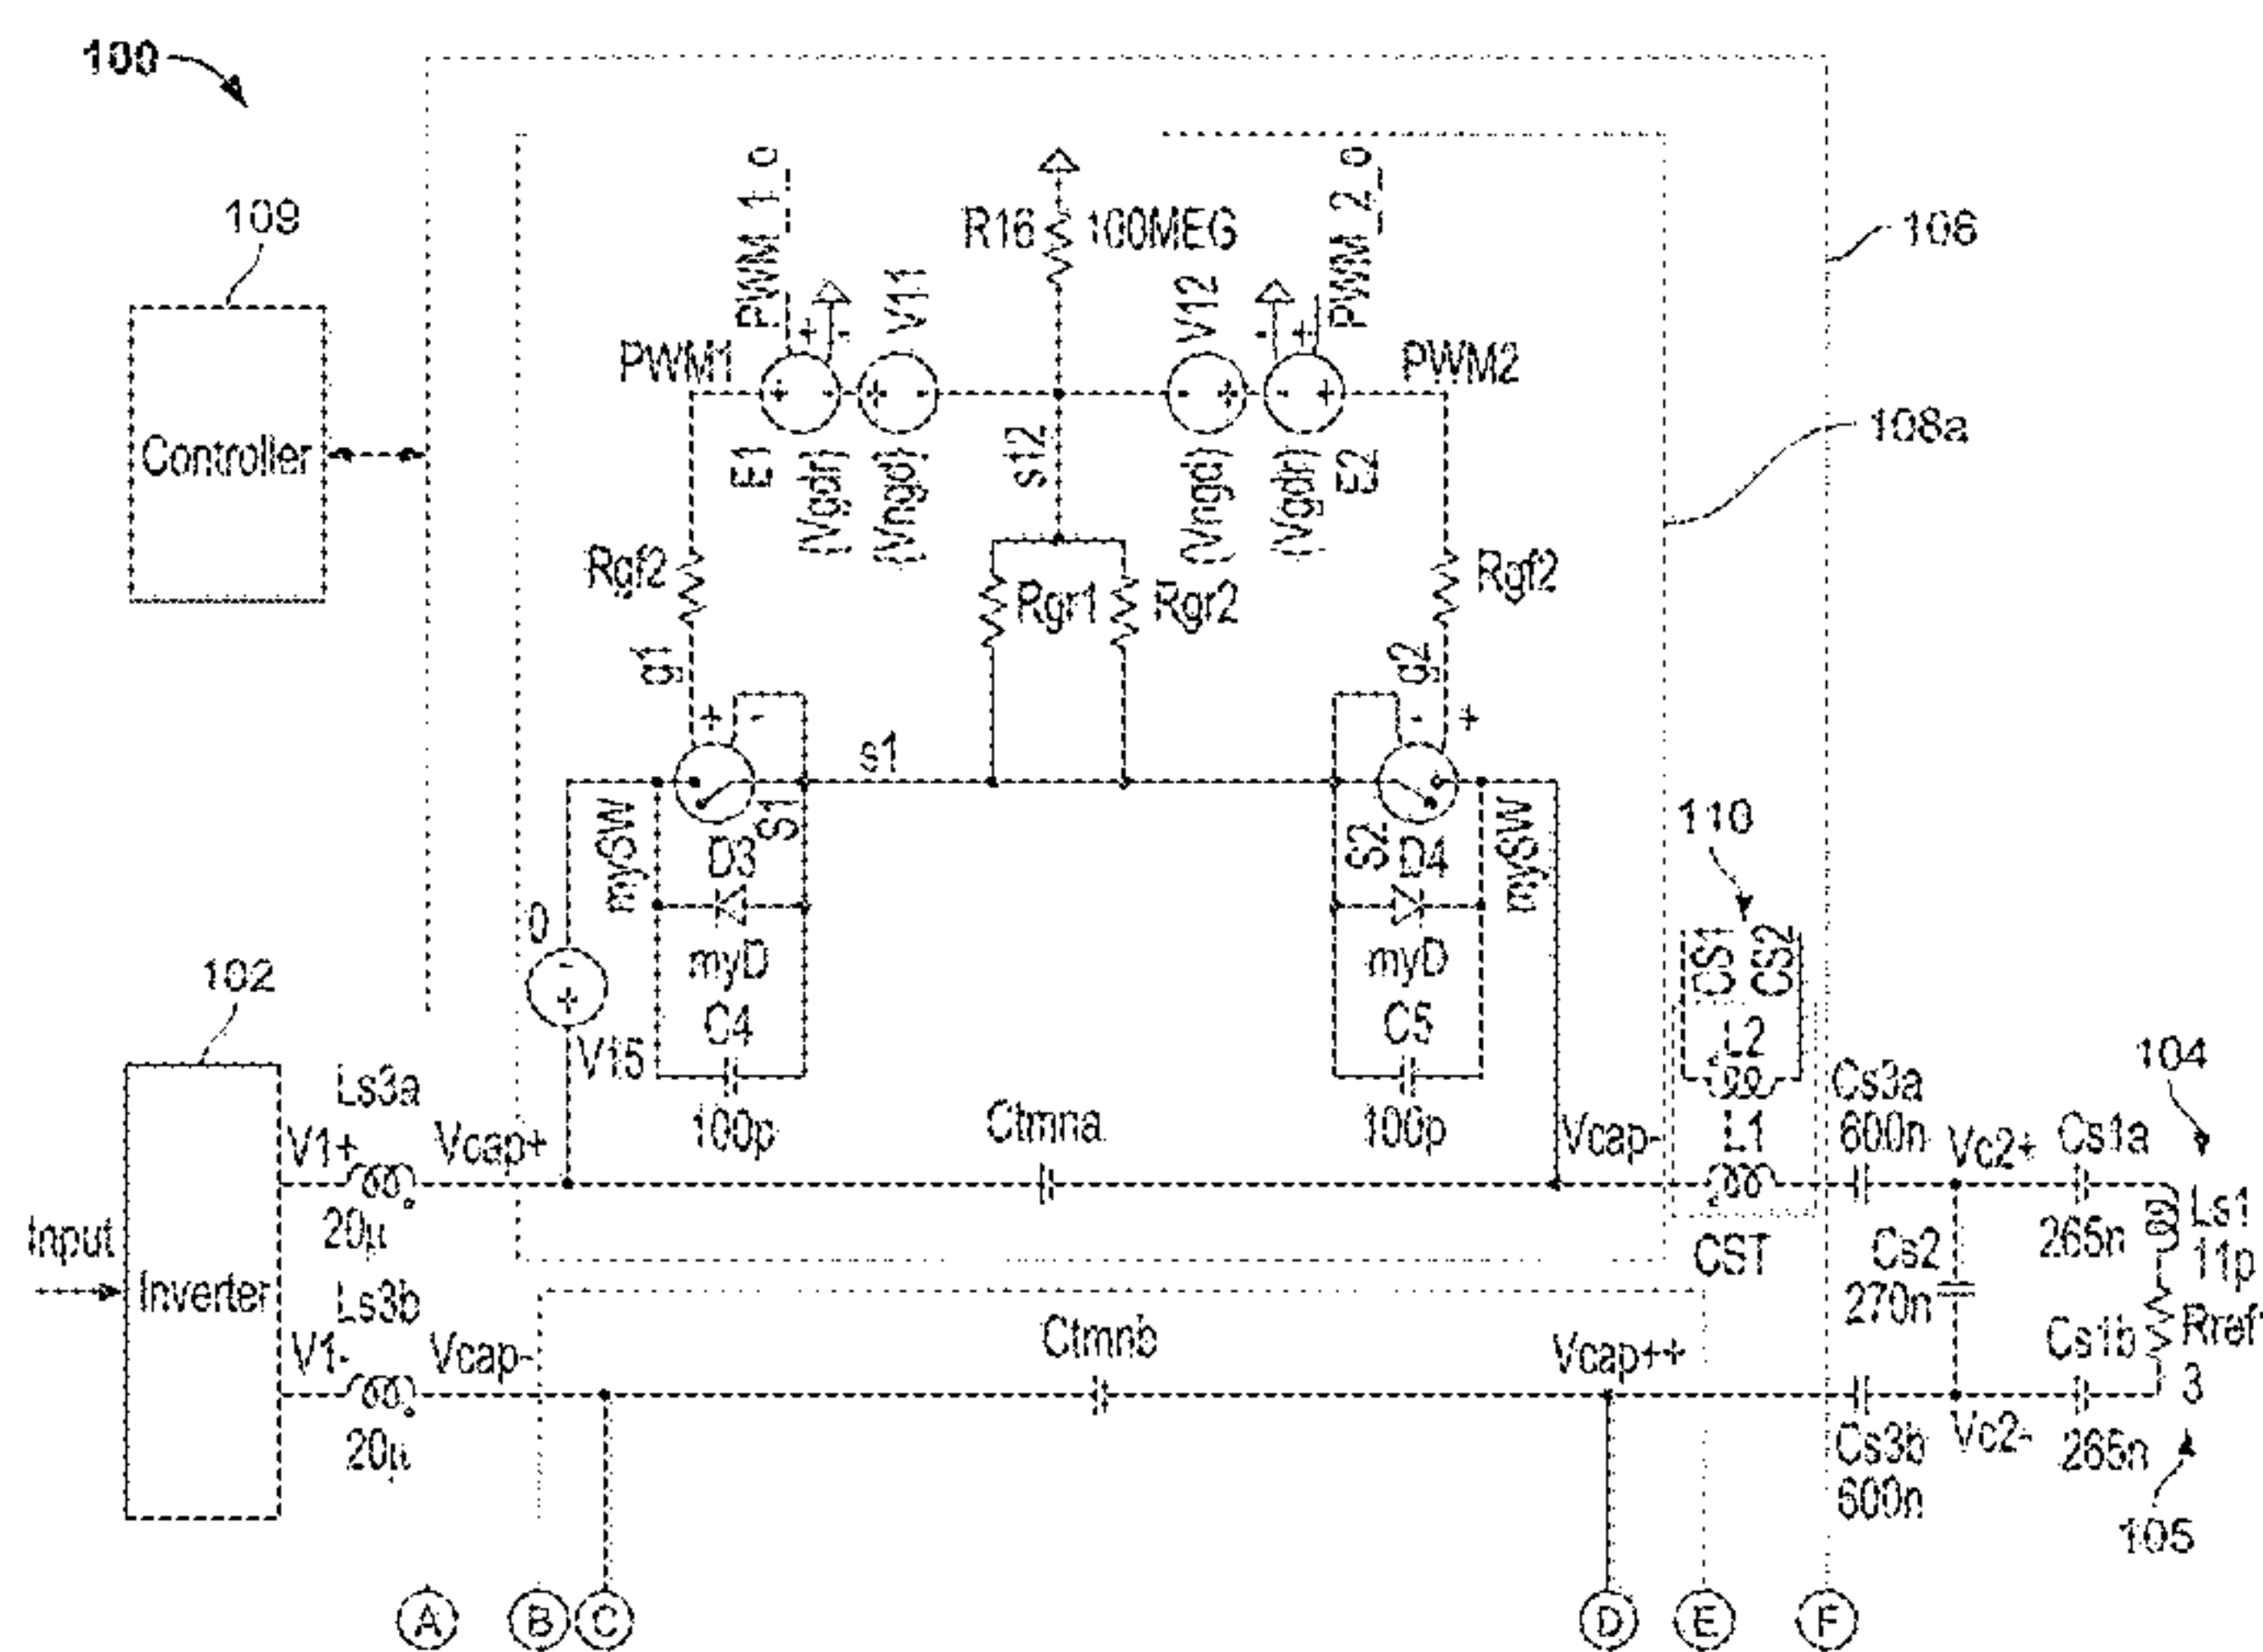 100
109
Controller
PWM_1_o
R16
100MEG
PWM_2_o
106
108a
PWM1
+
-
V11
V12
-
+
PWM2
+
-
+
-
-
+
-
+
E1
(Vgdr)
(Vngd)
s12
(Vngd)
(Vgdr)
E2
Rgf2
Rgr1
Rgr2
Rgf2
g1
g2
+
-
-
+
s1
mySW
S1
S2
mySW
D3
D4
110
0
-
+
V15
myD
C4
100p
myD
C5
100p
CS1
CS2
L2
L1
CST
102
Input
Inverter
Ls3a
V1+
20µ
Vcap+
Ctmna
Vcap-
Cs3a
600n
Vc2+
Cs1a
265n
104
Ls1
11p
Cs2
270n
Rref
3
Ls3b
V1-
20µ
Vcap-
Ctmnb
Vcap++
Cs3b
600n
Vc2-
Cs1b
265n
105
A
B
C
D
E
F